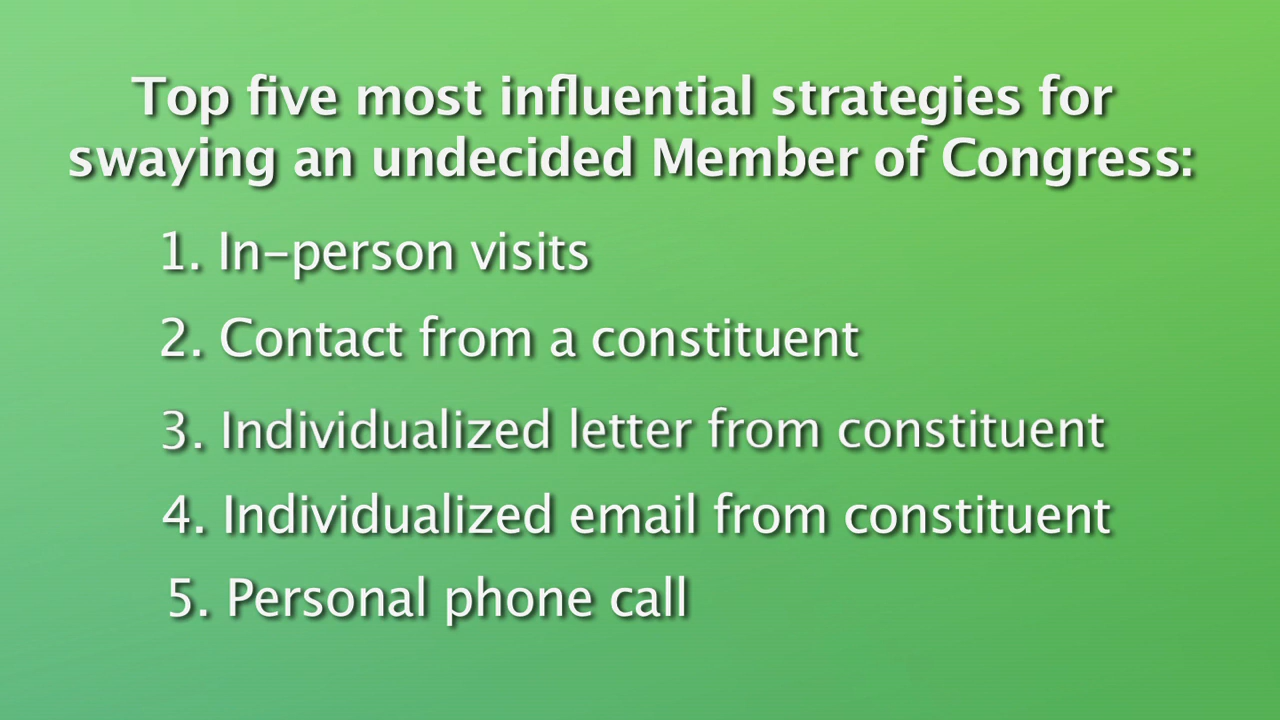 Top five most influential strategies for
swaying an undecided Member of Congress:
1. In-person visits
2. Contact from a constituent
3. Individualized letter from constituent
4. Individualized email from constituent
5. Personal phone call